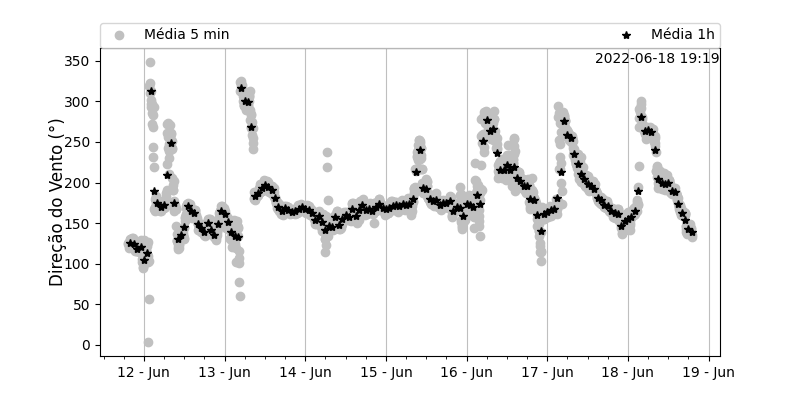 Média 5 min
Média 1h
2022-06-18 19:19
Direção do Vento (°)
350
300
250
200
150
100
50
0
12 - Jun
13 - Jun
14 - Jun
15 - Jun
16 - Jun
17 - Jun
18 - Jun
19 - Jun